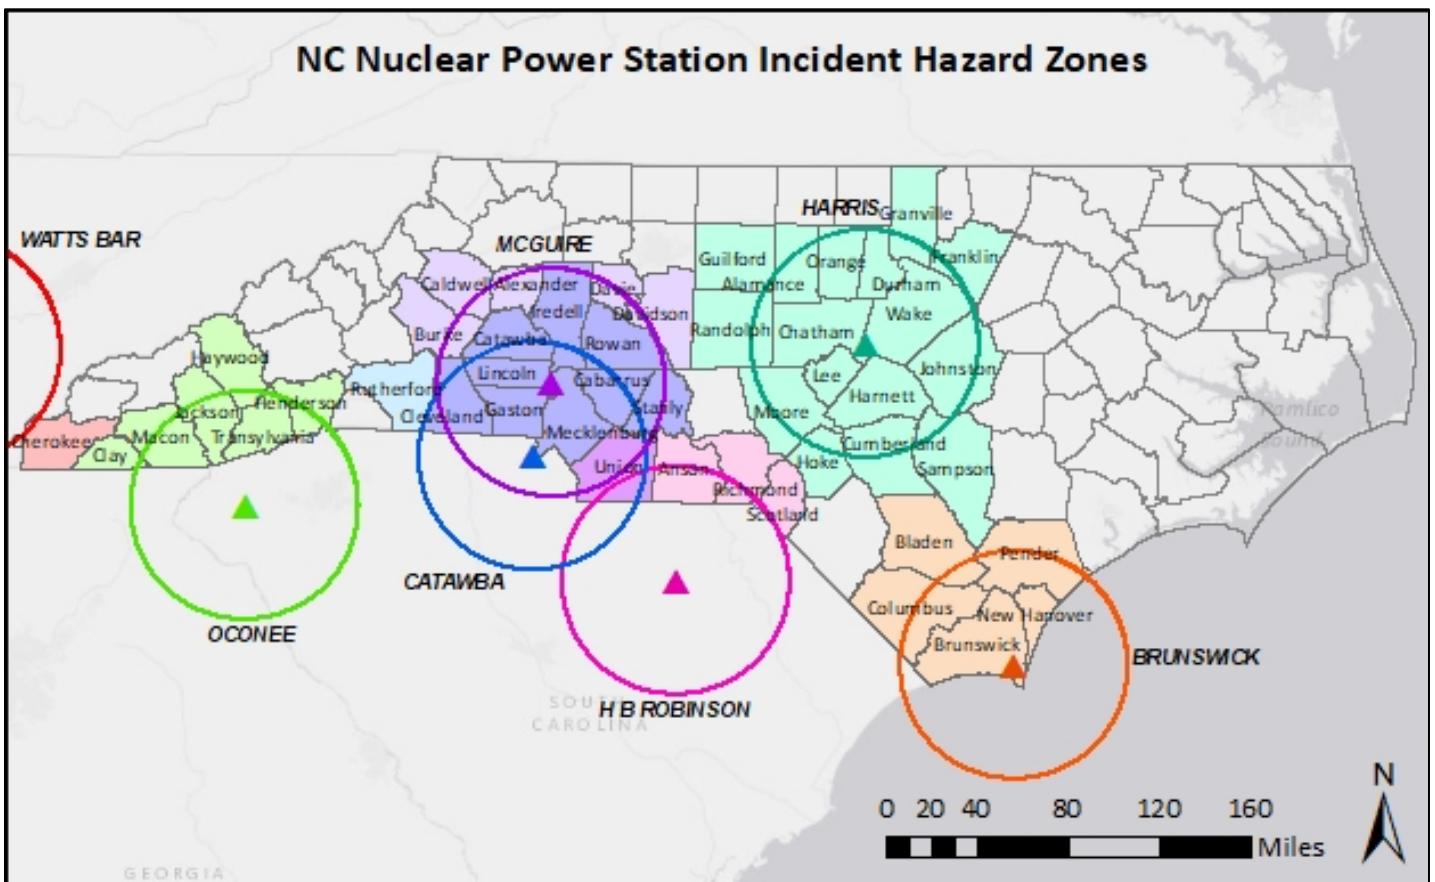 NC Nuclear Power Station Incident Hazard Zones
HARRIS
Granville
WATTS BAR
MCGUIRE
Guilford
Orange
Franklin
Caldwell
Alexander
Davie
Alamance
Durham
Iredell
Davidson
Wake
Burke
Catawba
Rowan
Randolph
Chatham
Haywood
Lincoln
Cabarrus
Lee
Johnston
Rutherford
Jackson
Henderson
Cleveland
Gaston
Stanly
Moore
Harnett
Pamlico
Sound
Cherokee
Macon
Transylvania
Mecklenburg
Cumberland
Clay
Union
Anson
Hoke
Sampson
Richmond
Scotland
Bladen
Pender
CATAWBA
Columbus
New Hanover
OCONEE
Brunswick
BRUNSWICK
SOUTH
CAROLINA
H B ROBINSON
N
0 20 40 80 120 160
Miles
GEORGIA